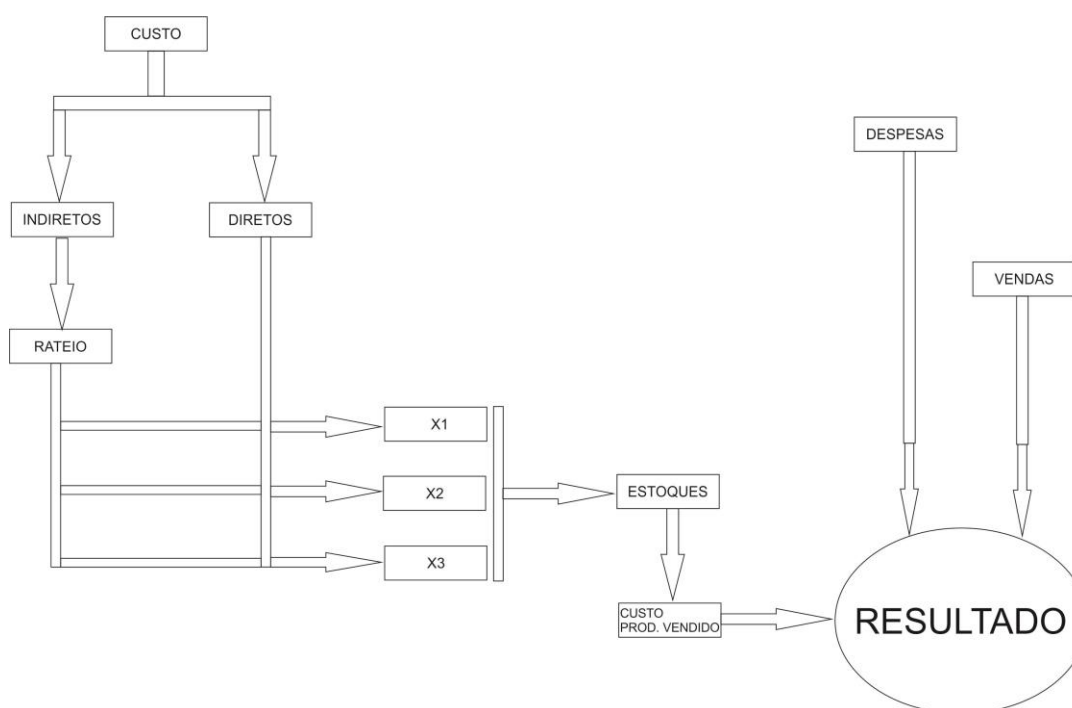 CUSTO
DESPESAS
INDIRETOS
DIRETOS
VENDAS
RATEIO
X1
X2
ESTOQUES
X3
CUSTO
PROD. VENDIDO
RESULTADO